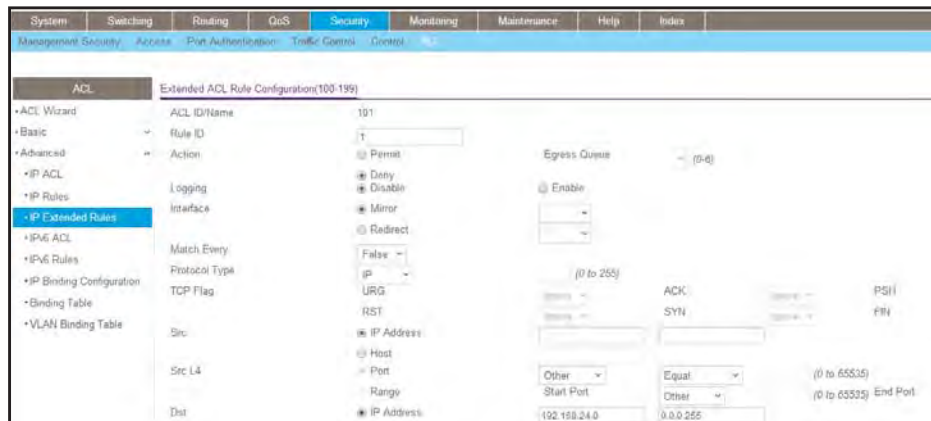 System Switching Routing QoS Security Monitoring Maintenance Help Index
Management Security Access Port Authentication Traffic Control Control
ACL
Extended ACL Rule Configuration(100-199)
• ACL Wizard
ACL ID/Name 101
• Basic
Rule ID 1
• Advanced
Action Permit Egress Queue (0-6)
• IP ACL
Deny
• IP Rules
Logging Disable Enable
• IP Extended Rules
Interface Mirror
Redirect
• IPv6 ACL
• IPv6 Rules
Match Every False
• IP Binding Configuration
Protocol Type IP (0 to 255)
• Binding Table
TCP Flag URG ACK PSH
RST SYN FIN
• VLAN Binding Table
Src IP Address
Host
Src L4 Port Other Equal (0 to 65535)
Range Start Port Other (0 to 65535) End Port
Dst IP Address 192.168.24.0 0.0.0.255